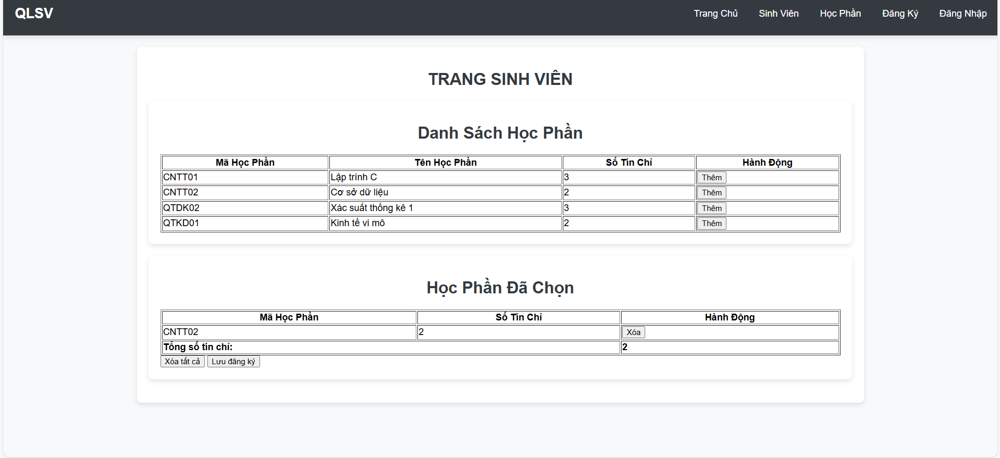 QLSV Trang Chủ Sinh Viên Học Phần Đăng Ký Đăng Nhập
TRANG SINH VIÊN
Danh Sách Học Phần
Mã Học Phần Tên Học Phần Số Tín Chỉ Hành Động
CNTT01 Lập trình C 3 Thêm
CNTT02 Cơ sở dữ liệu 2 Thêm
QTDK02 Xác suất thống kê 1 3 Thêm
QTKD01 Kinh tế vi mô 2 Thêm
Học Phần Đã Chọn
Mã Học Phần Số Tín Chỉ Hành Động
CNTT02 2 Xóa
Tổng số tín chỉ: 2
Xóa tất cả Lưu đăng ký